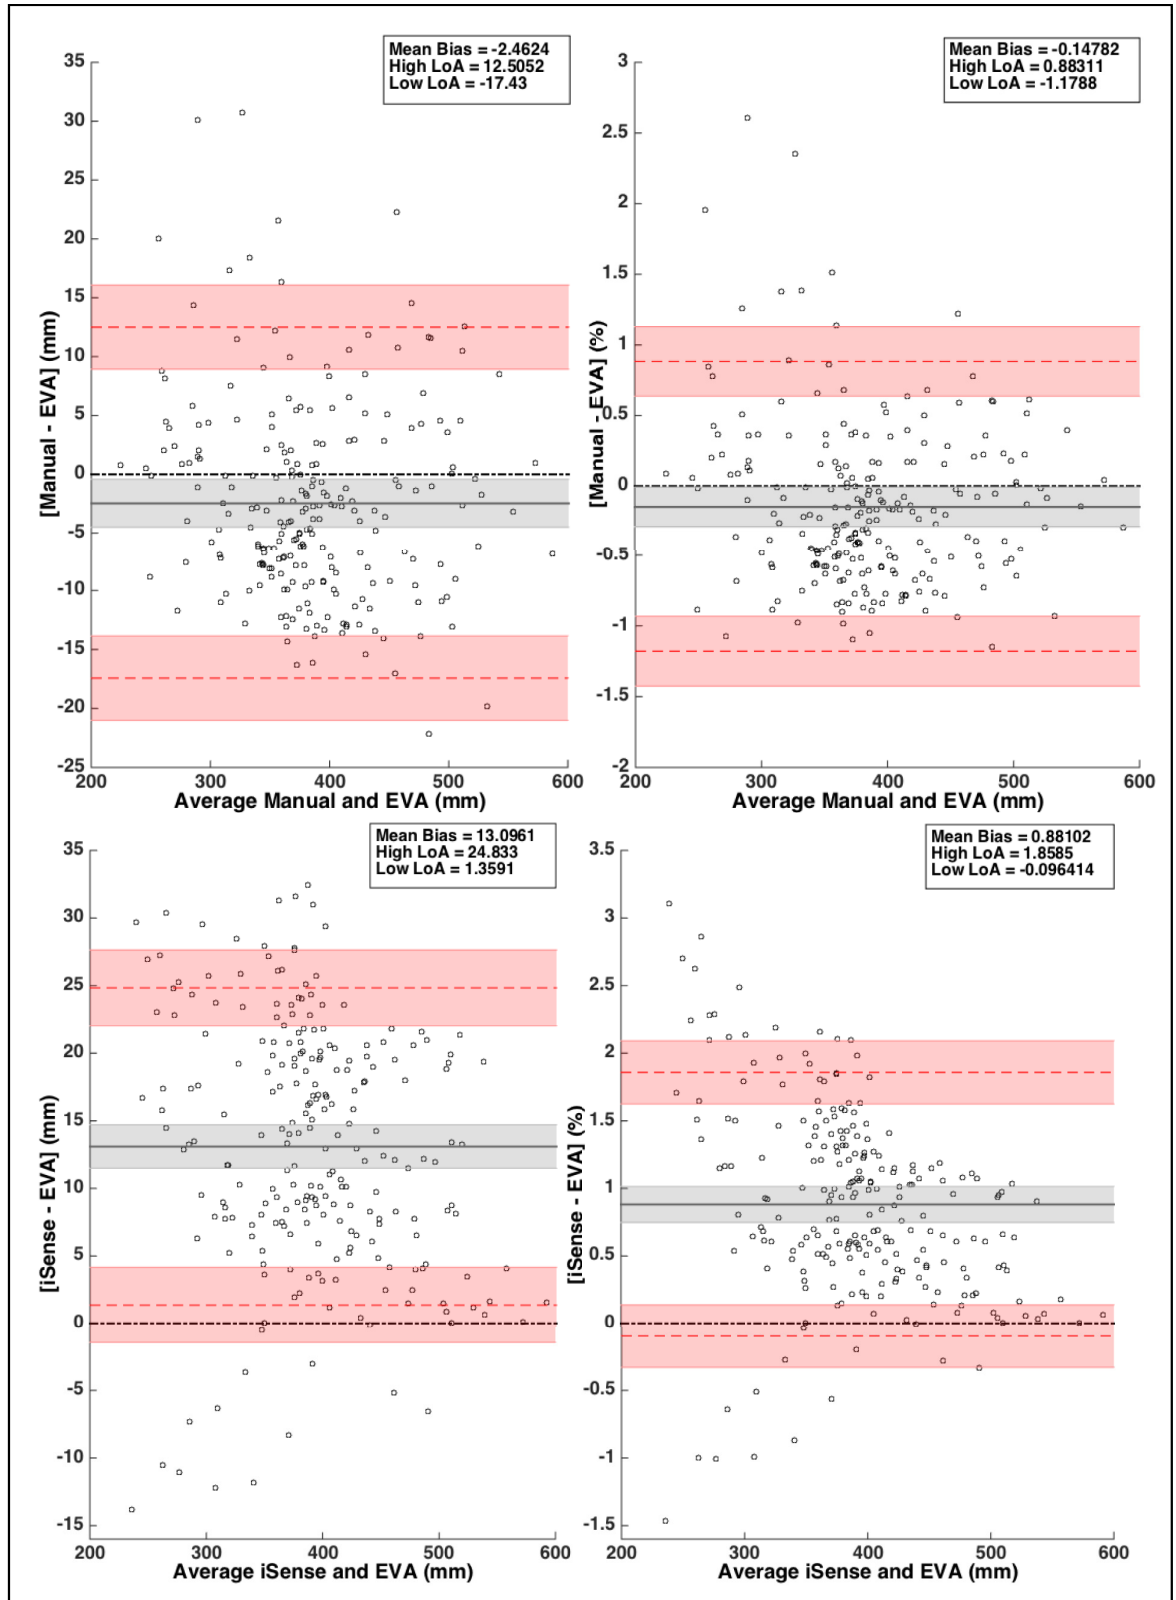 Mean Bias = -2.4624
High LoA = 12.5052
Low LoA = -17.43
35
30
25
20
15
10
5
0
-5
-10
-15
-20
-25
[Manual - EVA] (mm)
200 300 400 500 600
Average Manual and EVA (mm)
Mean Bias = -0.14782
High LoA = 0.88311
Low LoA = -1.1788
3
2.5
2
1.5
1
0.5
0
-0.5
-1
-1.5
-2
[Manual - EVA] (%)
200 300 400 500 600
Average Manual and EVA (mm)
Mean Bias = 13.0961
High LoA = 24.833
Low LoA = 1.3591
35
30
25
20
15
10
5
0
-5
-10
-15
[iSense - EVA] (mm)
200 300 400 500 600
Average iSense and EVA (mm)
Mean Bias = 0.88102
High LoA = 1.8585
Low LoA = -0.096414
3.5
3
2.5
2
1.5
1
0.5
0
-0.5
-1
-1.5
[iSense - EVA] (%)
200 300 400 500 600
Average iSense and EVA (mm)